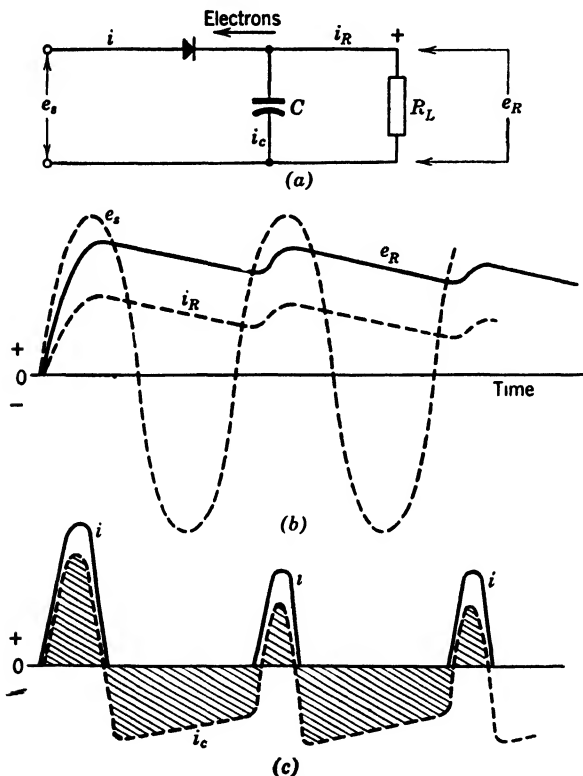 Electrons
i
i_R
+
e_s
C
R_L
e_R
i_c
(a)
e_s
e_R
i_R
+
0
Time
−
(b)
i
ı
i
+
0
−
i_c
(c)